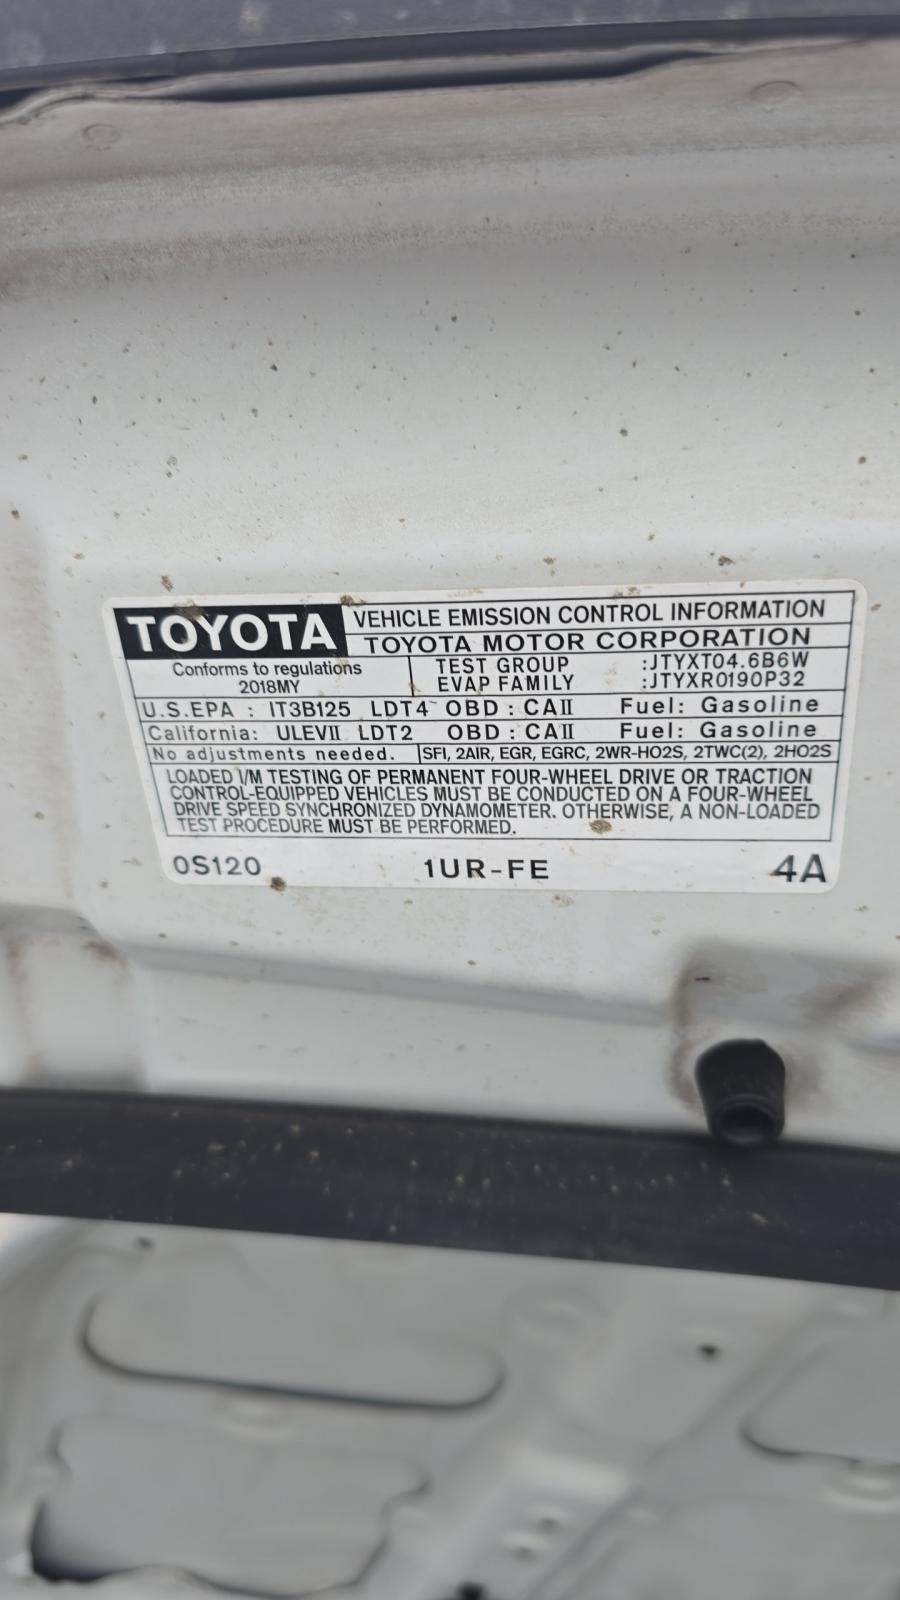 TOYOTA VEHICLE EMISSION CONTROL INFORMATION
TOYOTA MOTOR CORPORATION
Conforms to regulations
2018MY
TEST GROUP :JTYXT04.6B6W
EVAP FAMILY :JTYXR0190P32
U.S.EPA : IT3B125 LDT4 OBD : CAII Fuel: Gasoline
California: ULEVII LDT2 OBD : CAII Fuel: Gasoline
No adjustments needed. SFI, 2AIR, EGR, EGRC, 2WR-HO2S, 2TWC(2), 2HO2S
LOADED I/M TESTING OF PERMANENT FOUR-WHEEL DRIVE OR TRACTION
CONTROL-EQUIPPED VEHICLES MUST BE CONDUCTED ON A FOUR-WHEEL
DRIVE SPEED SYNCHRONIZED DYNAMOMETER. OTHERWISE, A NON-LOADED
TEST PROCEDURE MUST BE PERFORMED.
0S120 1UR-FE 4A